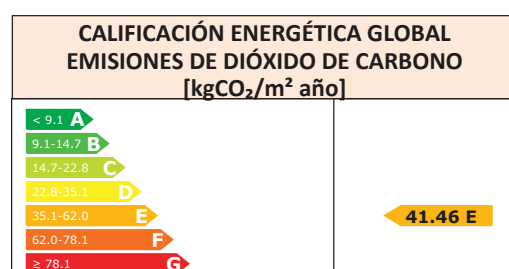 CALIFICACIÓN ENERGÉTICA GLOBAL
EMISIONES DE DIÓXIDO DE CARBONO
[kgCO₂/m² año]
< 9.1 A
9.1-14.7 B
14.7-22.8 C
22.8-35.1 D
35.1-62.0 E
41.46 E
62.0-78.1 F
≥ 78.1 G